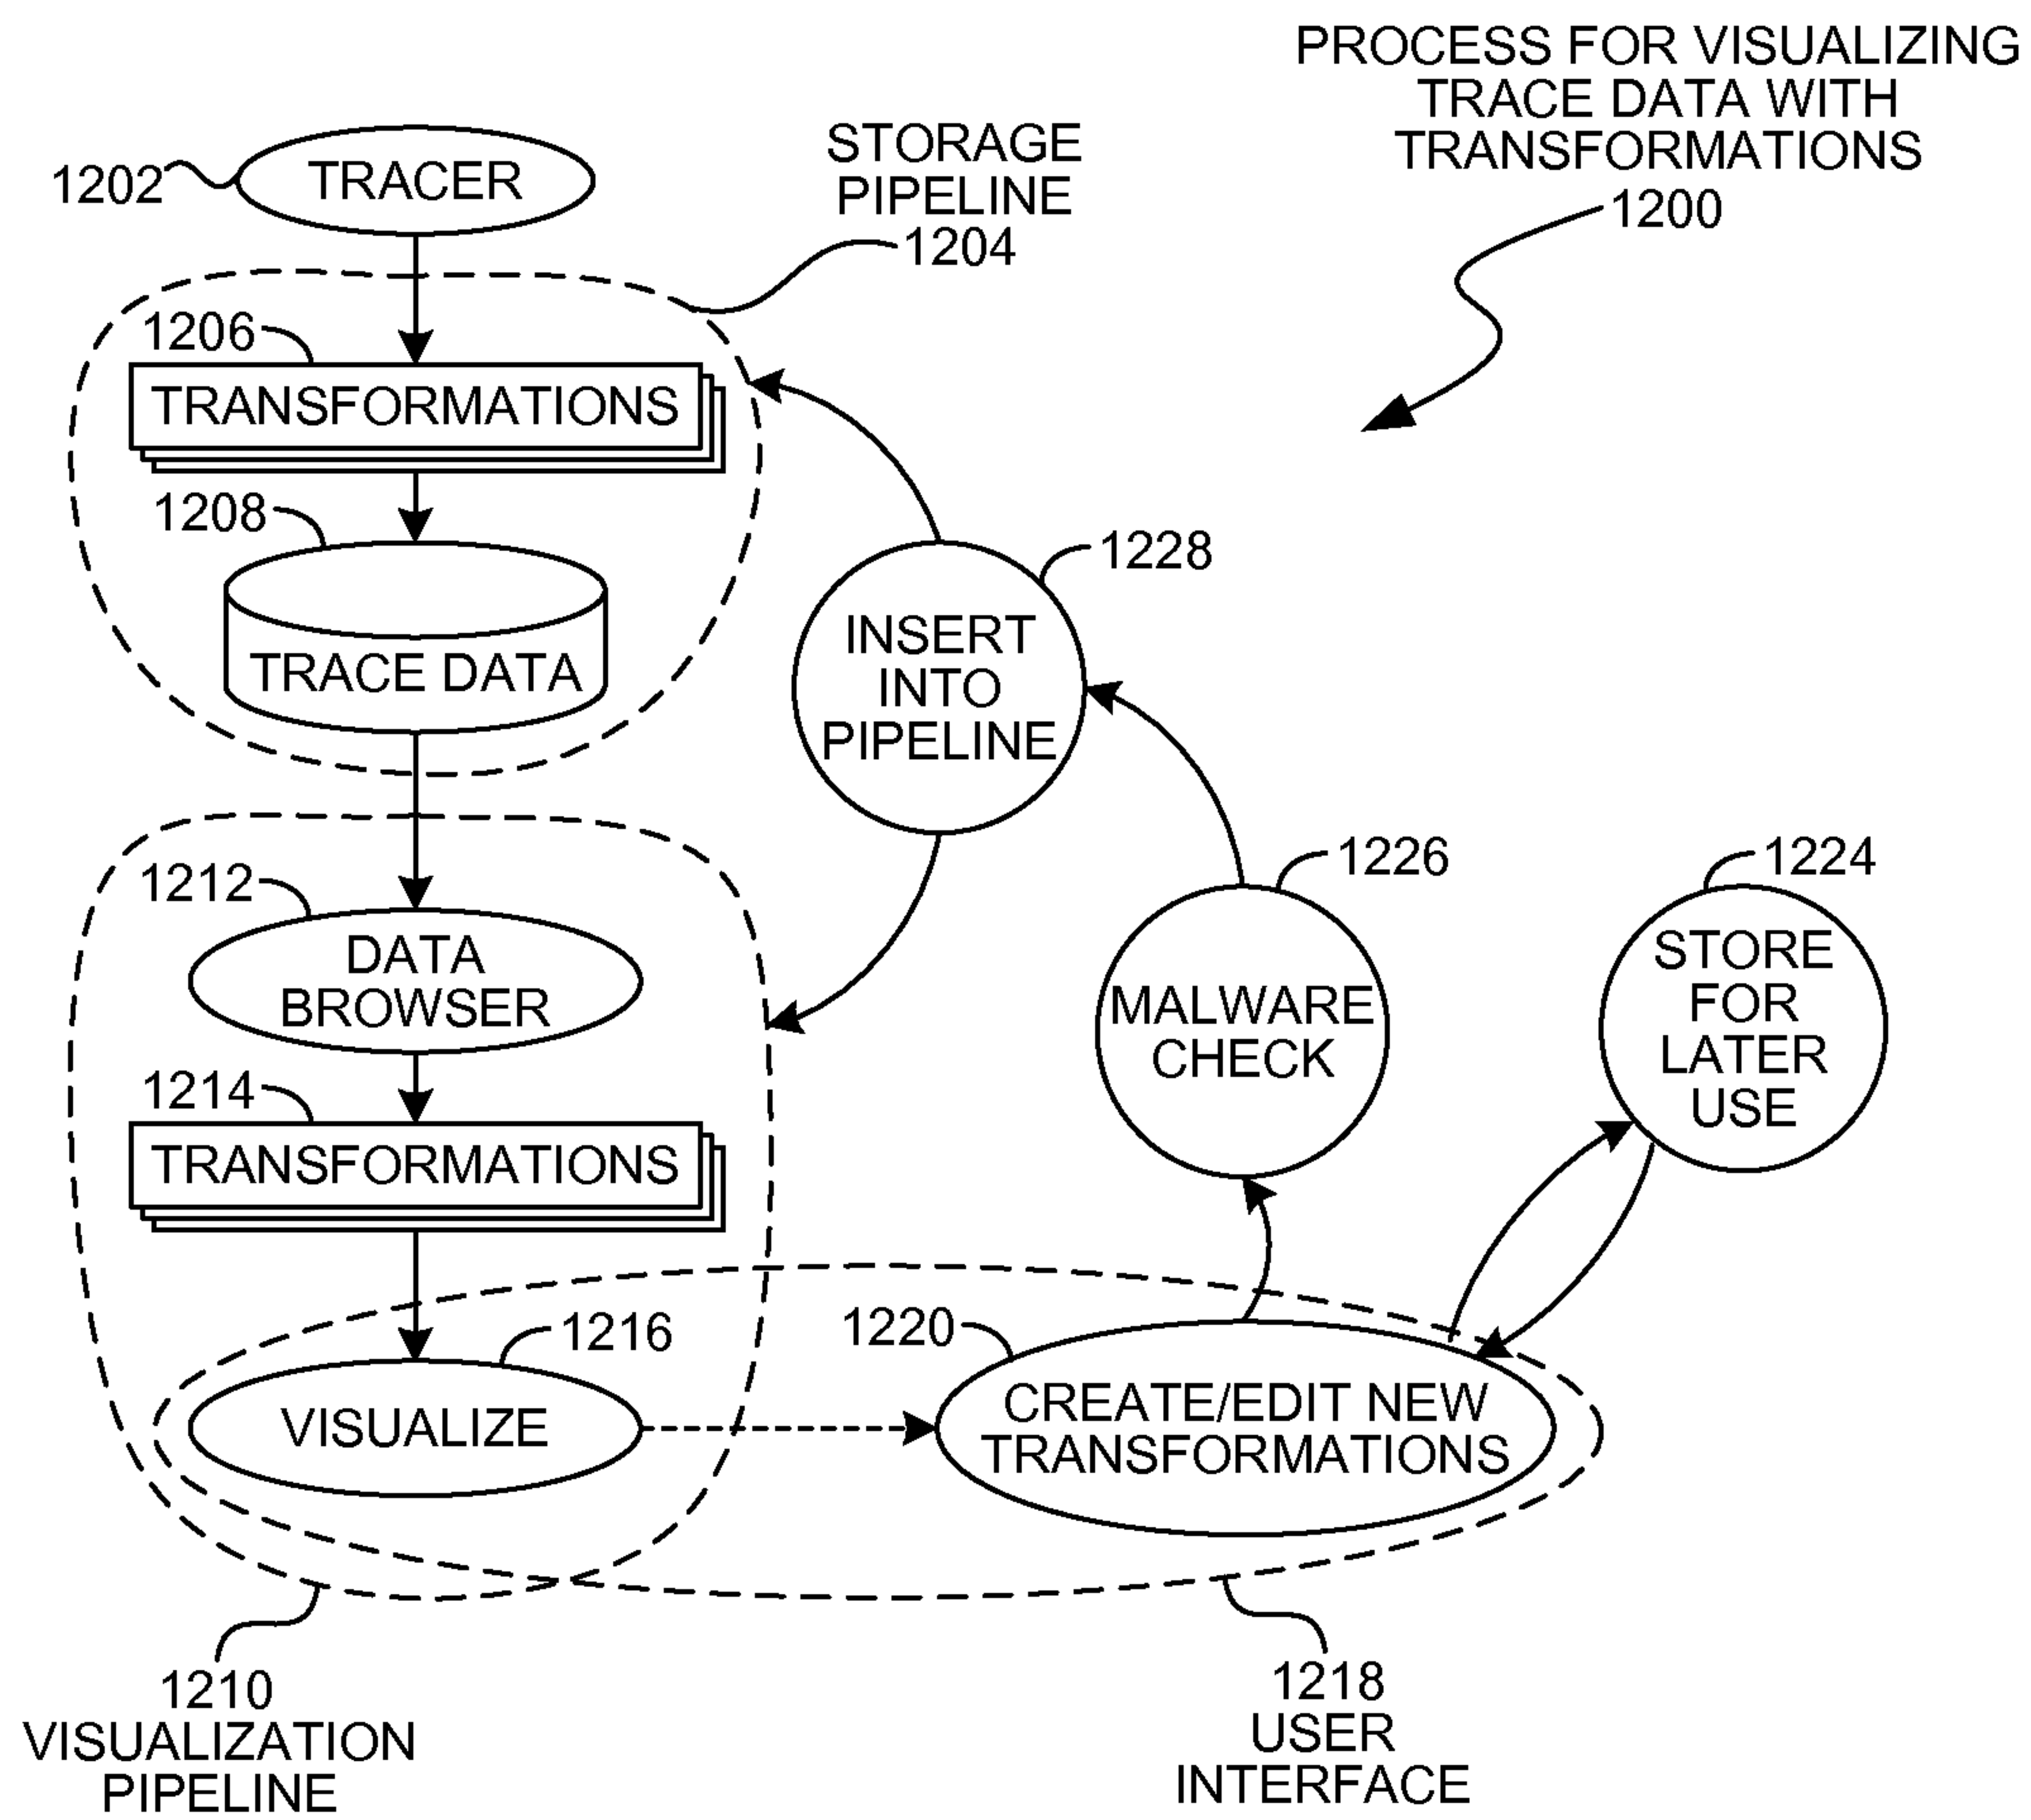 PROCESS FOR VISUALIZING
TRACE DATA WITH
TRANSFORMATIONS
1200
STORAGE
PIPELINE
1204
1202
TRACER
1206
TRANSFORMATIONS
1208
TRACE DATA
1228
INSERT
INTO
PIPELINE
1212
DATA
BROWSER
1226
MALWARE
CHECK
1224
STORE
FOR
LATER
USE
1214
TRANSFORMATIONS
1216
VISUALIZE
1220
CREATE/EDIT NEW
TRANSFORMATIONS
1210
VISUALIZATION
PIPELINE
1218
USER
INTERFACE